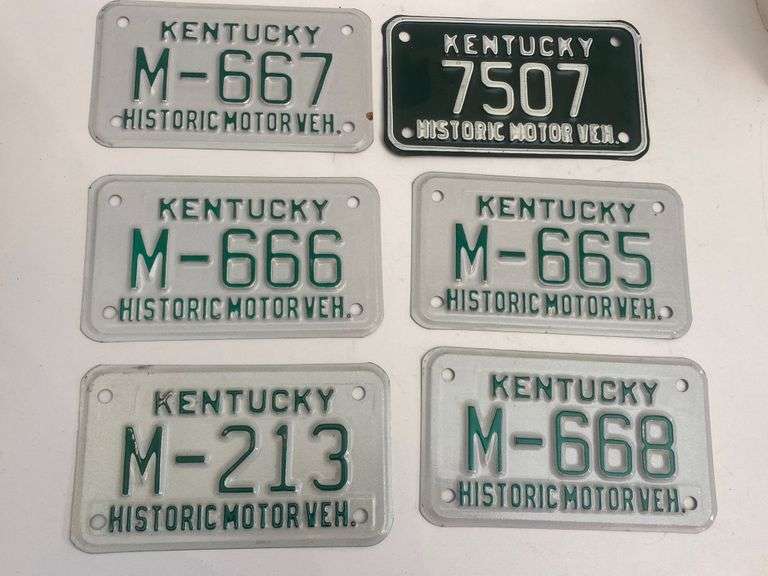 KENTUCKY
M-667
HISTORIC MOTOR VEH.
KENTUCKY
7507
HISTORIC MOTOR VEH.
KENTUCKY
M-666
HISTORIC MOTOR VEH.
KENTUCKY
M-665
HISTORIC MOTOR VEH.
KENTUCKY
M-213
HISTORIC MOTOR VEH.
KENTUCKY
M-668
HISTORIC MOTOR VEH.